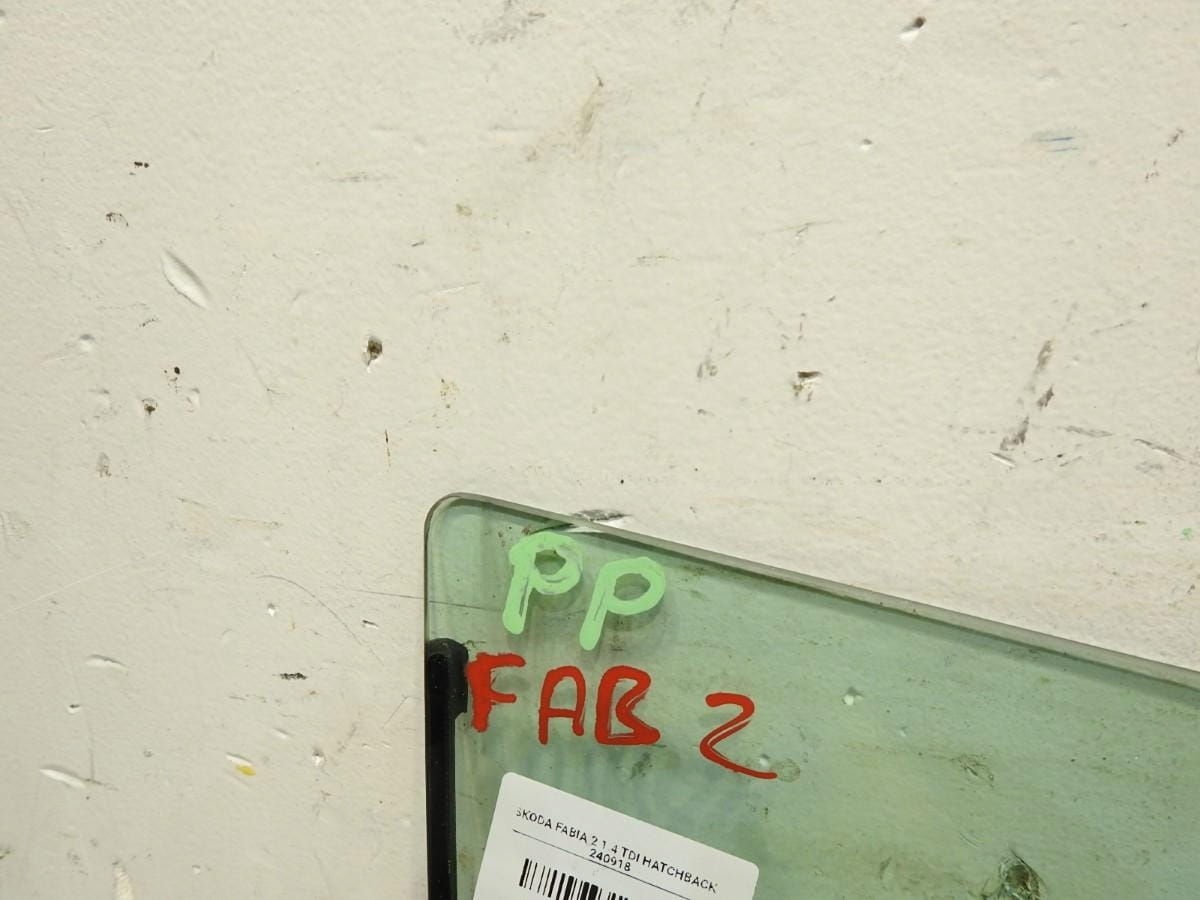 PP
FAB 2
SKODA FABIA 2 1.4 TDI HATCHBACK
240918